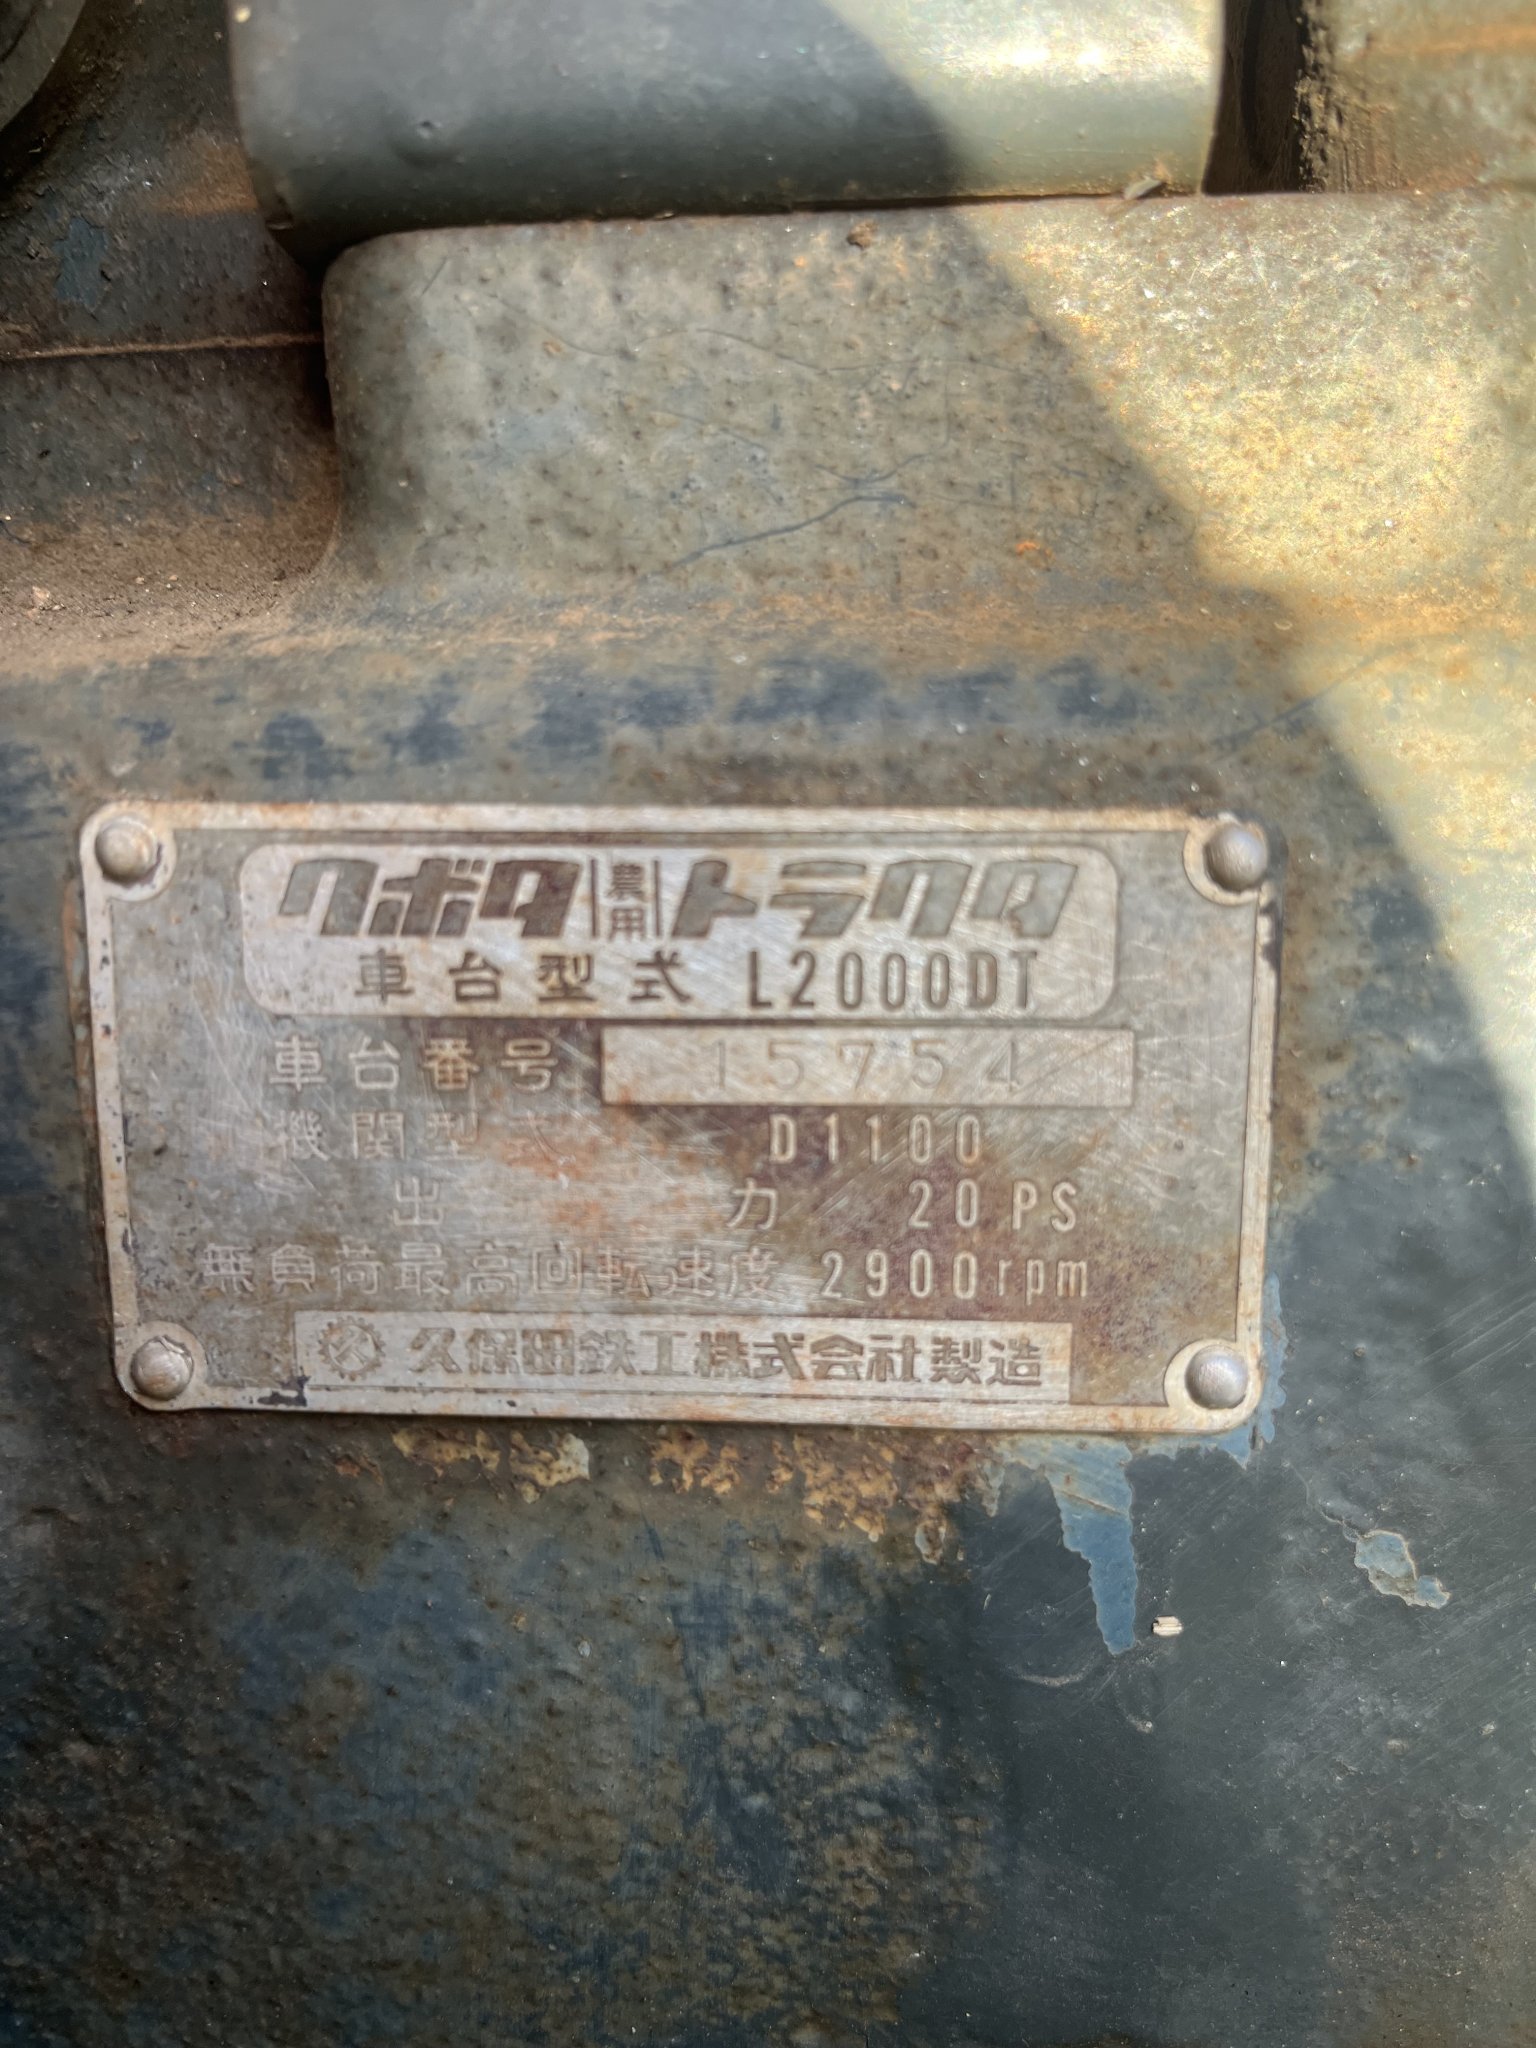 クボタ農用トラクタ
車台型式 L2000DT
車台番号 15754
機関型式 D1100
出力 20PS
無負荷最高回転速度 2900rpm
久保田鉄工株式会社製造